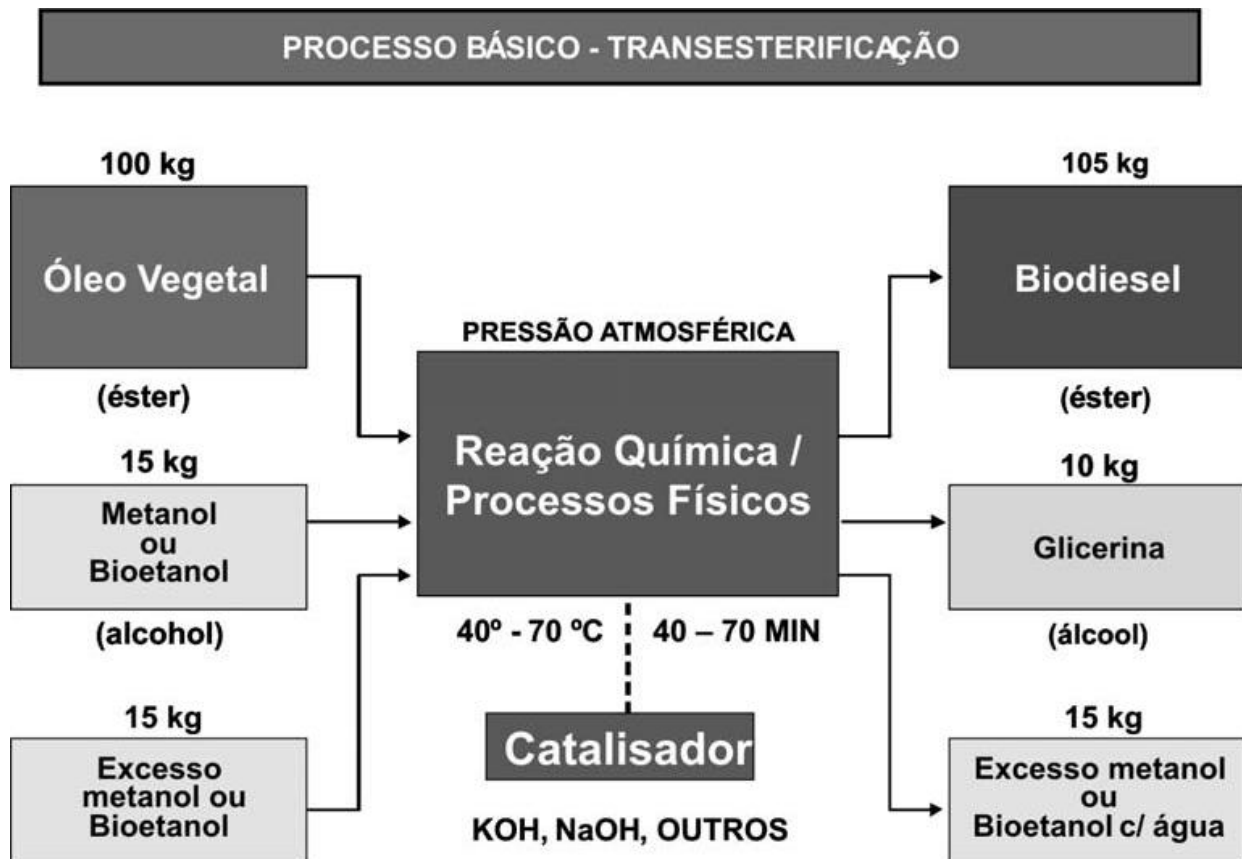 PROCESSO BÁSICO - TRANSESTERIFICAÇÃO
100 kg
Óleo Vegetal
(éster)
15 kg
Metanol
ou
Bioetanol
(alcohol)
15 kg
Excesso
metanol ou
Bioetanol
PRESSÃO ATMOSFÉRICA
Reação Química /
Processos Físicos
40º - 70 ºC
40 – 70 MIN
Catalisador
KOH, NaOH, OUTROS
105 kg
Biodiesel
(éster)
10 kg
Glicerina
(álcool)
15 kg
Excesso metanol
ou
Bioetanol c/ água